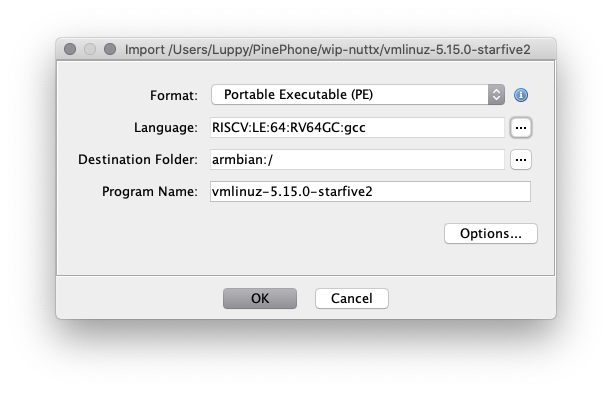 Import /Users/Luppy/PinePhone/wip-nuttx/vmlinuz-5.15.0-starfive2
Format: Portable Executable (PE)
Language: RISCV:LE:64:RV64GC:gcc ...
Destination Folder: armbian:/ ...
Program Name: vmlinuz-5.15.0-starfive2
Options...
OK Cancel